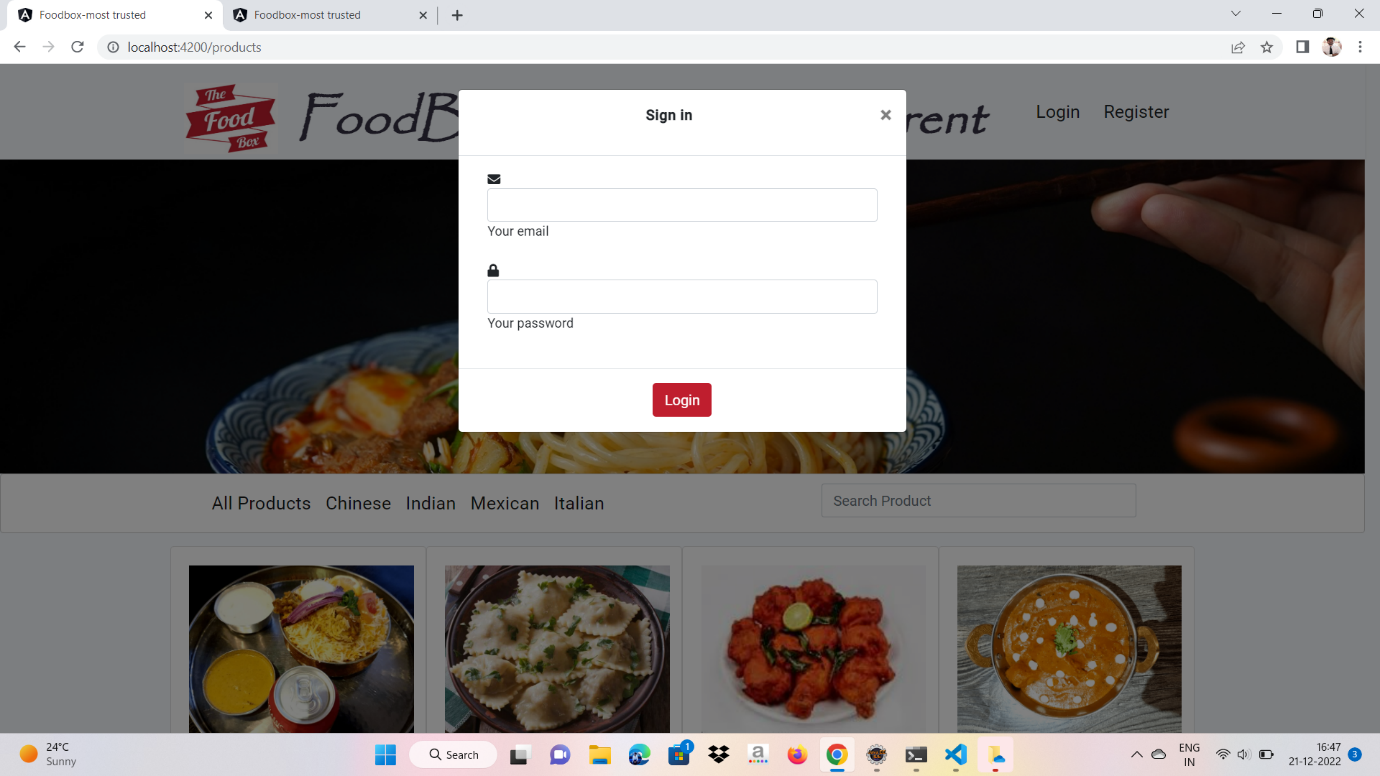 Foodbox-most trusted
Foodbox-most trusted
localhost:4200/products
The
Food
Box
FoodB
rent
Login Register
Sign in
Your email
Your password
Login
All Products Chinese Indian Mexican Italian
Search Product
24°C
Sunny
Search
1
a
ENG
IN
16:47
21-12-2022
3